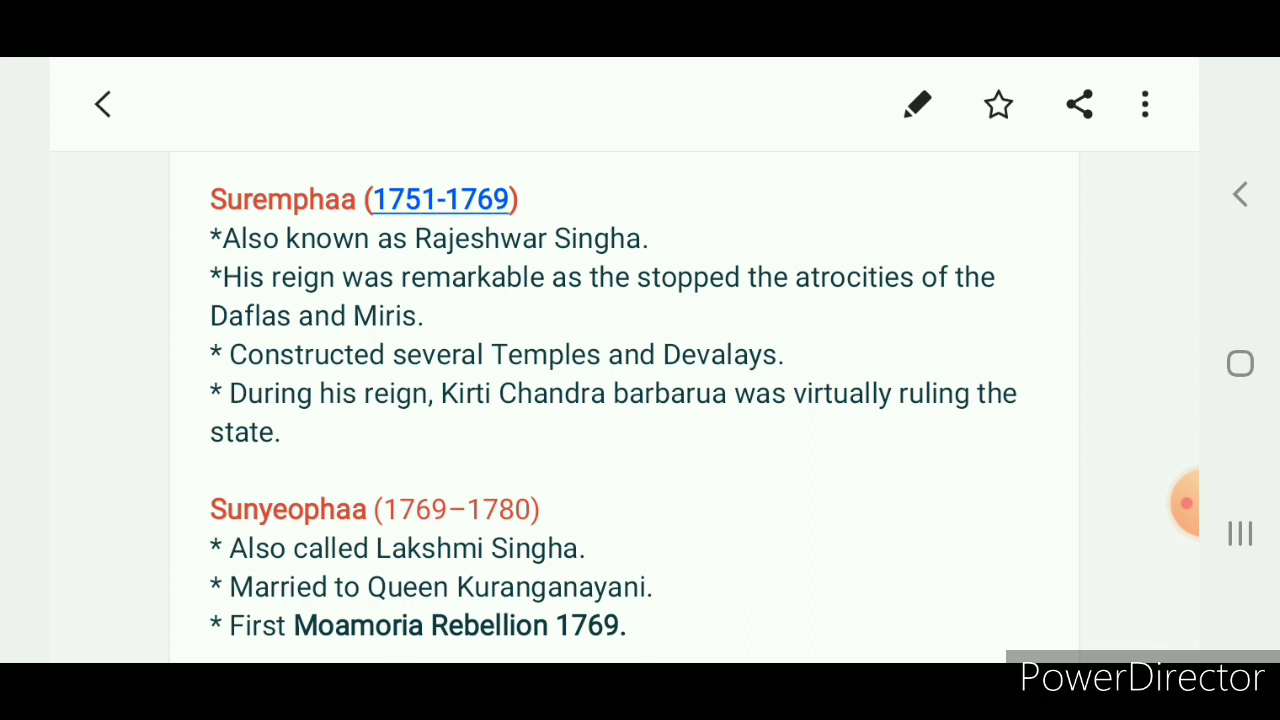 Suremphaa (1751-1769)
*Also known as Rajeshwar Singha.
*His reign was remarkable as the stopped the atrocities of the
Daflas and Miris.
* Constructed several Temples and Devalays.
* During his reign, Kirti Chandra barbarua was virtually ruling the
state.
Sunyeophaa (1769–1780)
* Also called Lakshmi Singha.
* Married to Queen Kuranganayani.
* First Moamoria Rebellion 1769.
PowerDirector